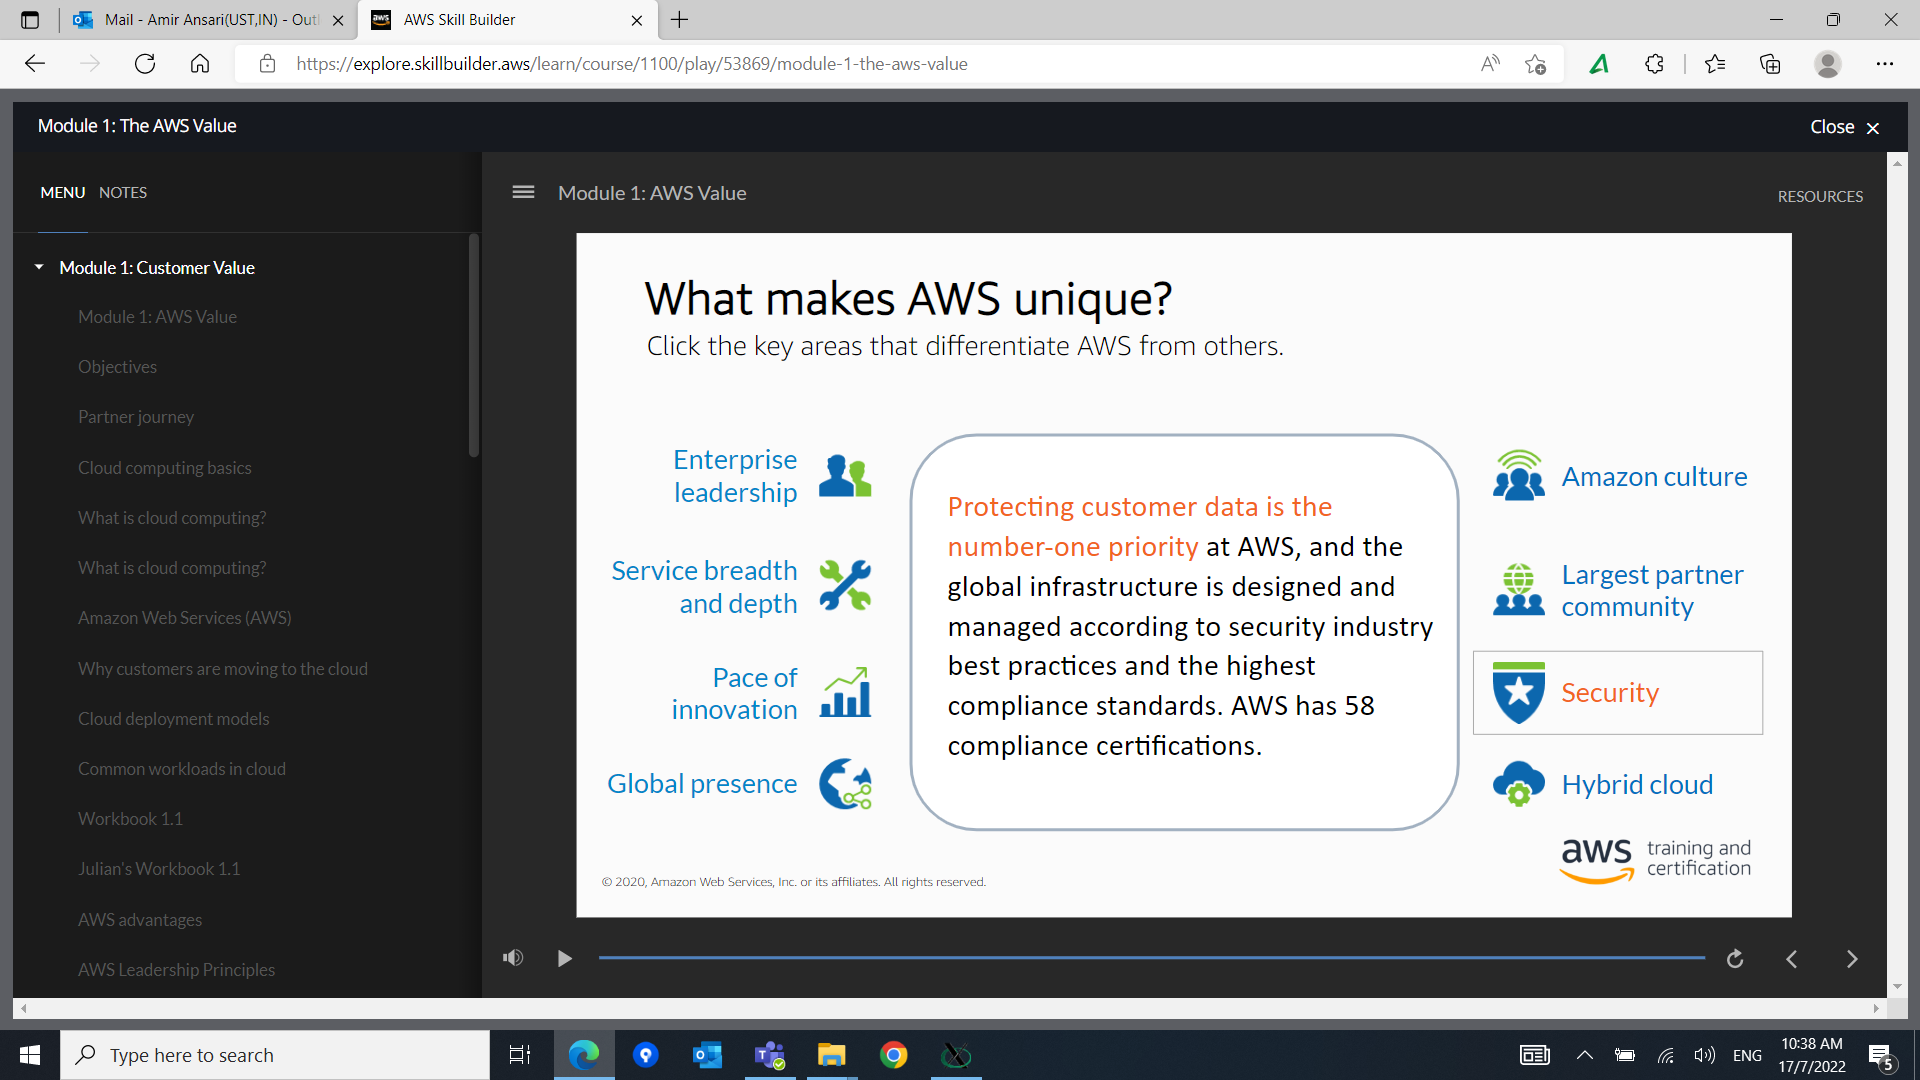 Mail - Amir Ansari(UST,IN) - Outl
AWS Skill Builder
https://explore.skillbuilder.aws/learn/course/1100/play/53869/module-1-the-aws-value
Module 1: The AWS Value
Close
MENU
NOTES
Module 1: AWS Value
RESOURCES
Module 1: Customer Value
Module 1: AWS Value
Objectives
Partner journey
Cloud computing basics
What is cloud computing?
What is cloud computing?
Amazon Web Services (AWS)
Why customers are moving to the cloud
Cloud deployment models
Common workloads in cloud
Workbook 1.1
Julian's Workbook 1.1
AWS advantages
AWS Leadership Principles
What makes AWS unique?
Click the key areas that differentiate AWS from others.
Enterprise
leadership
Service breadth
and depth
Pace of
innovation
Global presence
Protecting customer data is the
number-one priority at AWS, and the
global infrastructure is designed and
managed according to security industry
best practices and the highest
compliance standards. AWS has 58
compliance certifications.
Amazon culture
Largest partner
community
Security
Hybrid cloud
aws training and
certification
© 2020, Amazon Web Services, Inc. or its affiliates. All rights reserved.
Type here to search
ENG
10:38 AM
17/7/2022
5